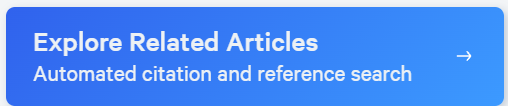 Explore Related Articles
Automated citation and reference search